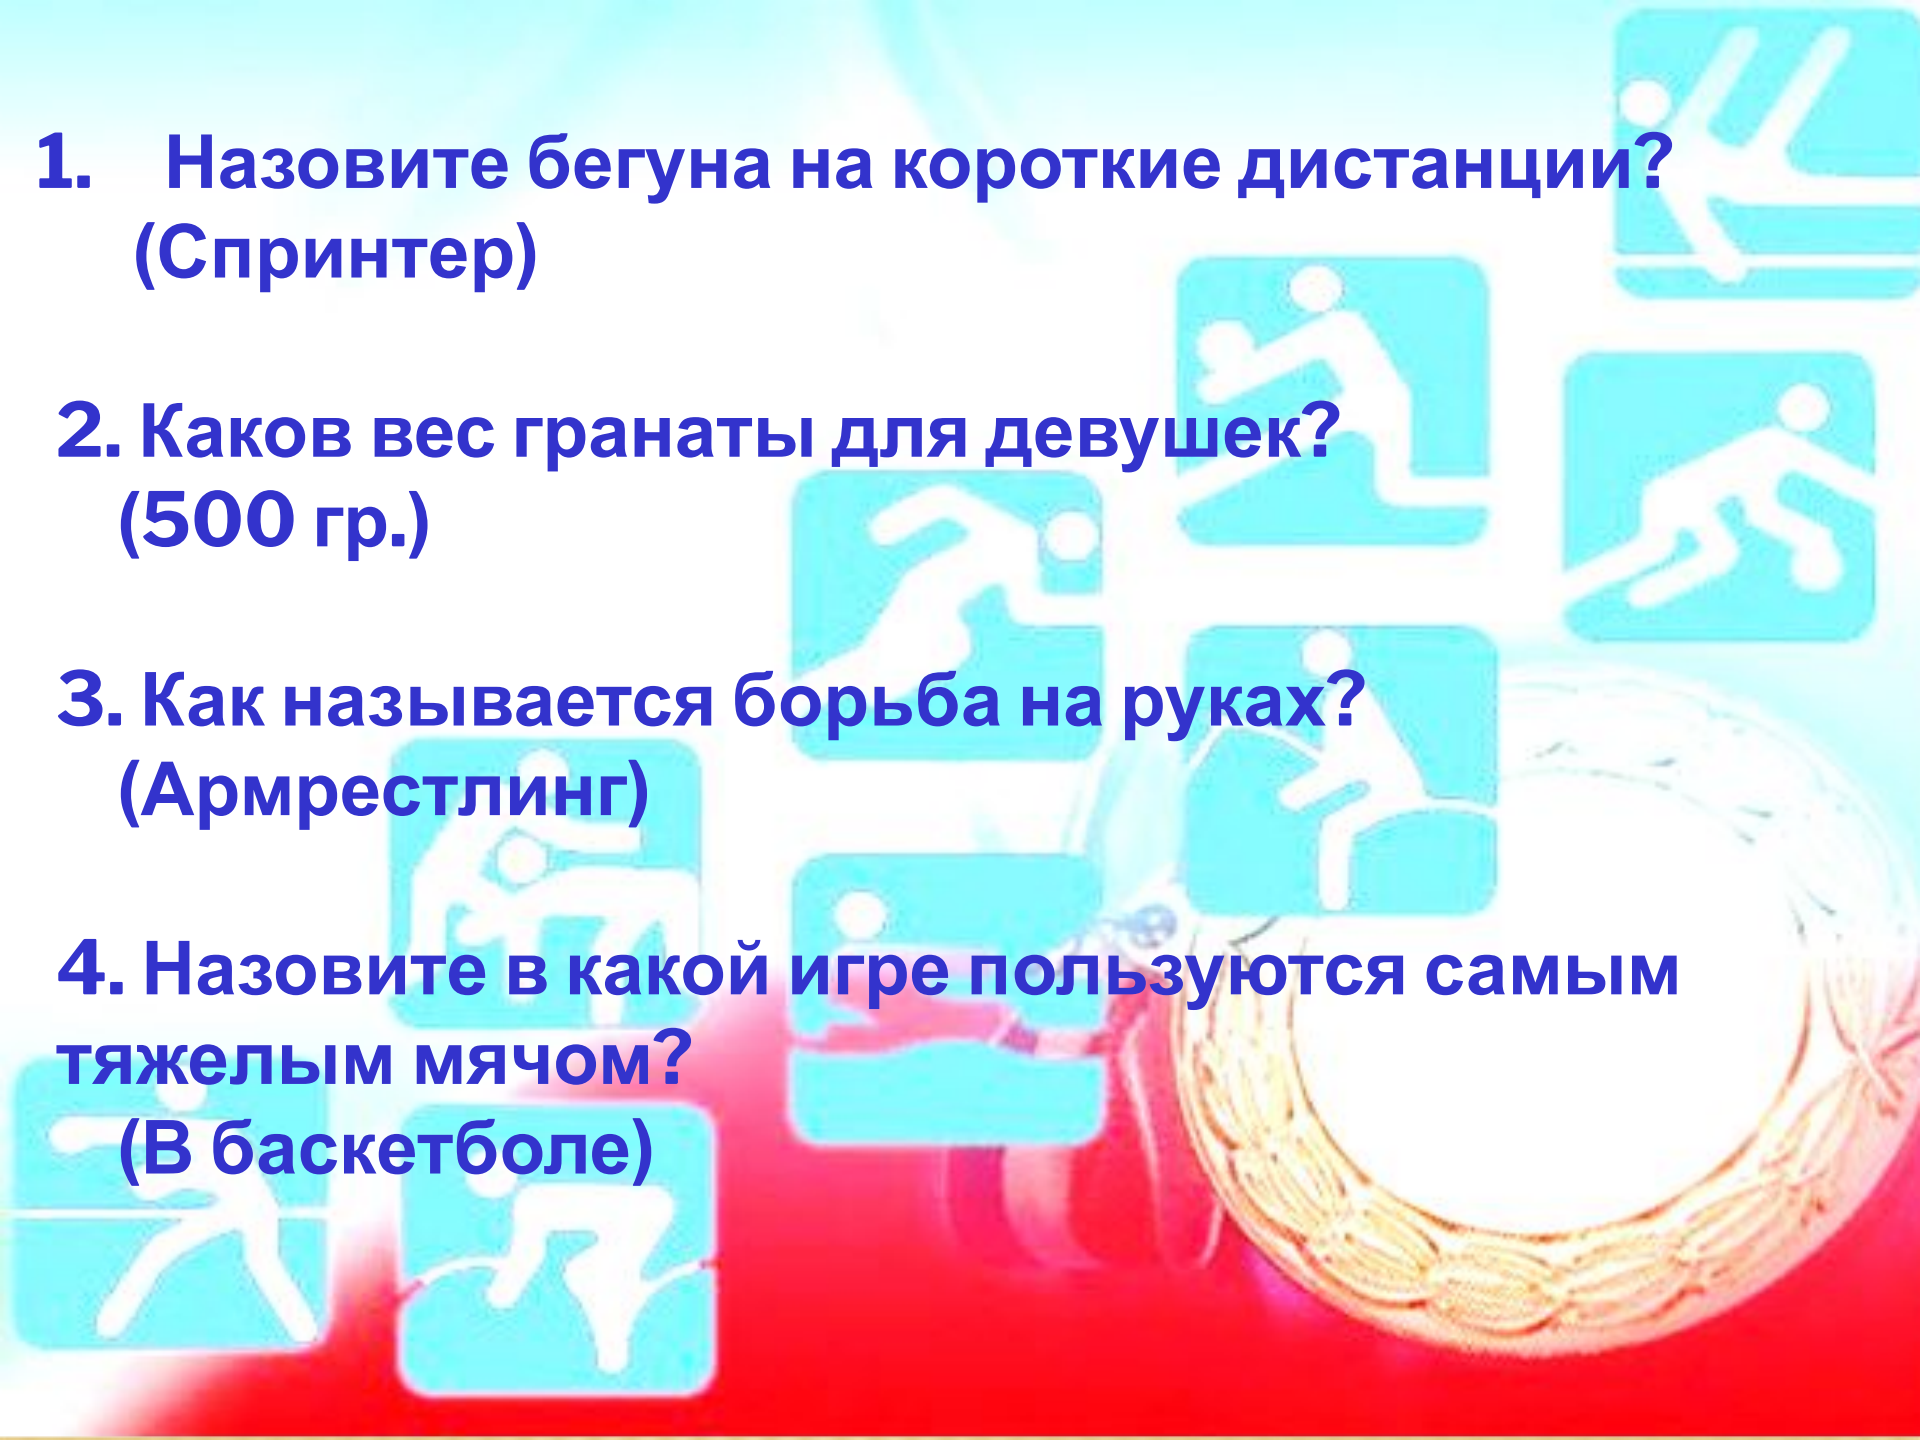 1. Назовите бегуна на короткие дистанции?
(Спринтер)
2. Каков вес гранаты для девушек?
(500 гр.)
3. Как называется борьба на руках?
(Армрестлинг)
4. Назовите в какой игре пользуются самым
тяжелым мячом?
(В баскетболе)